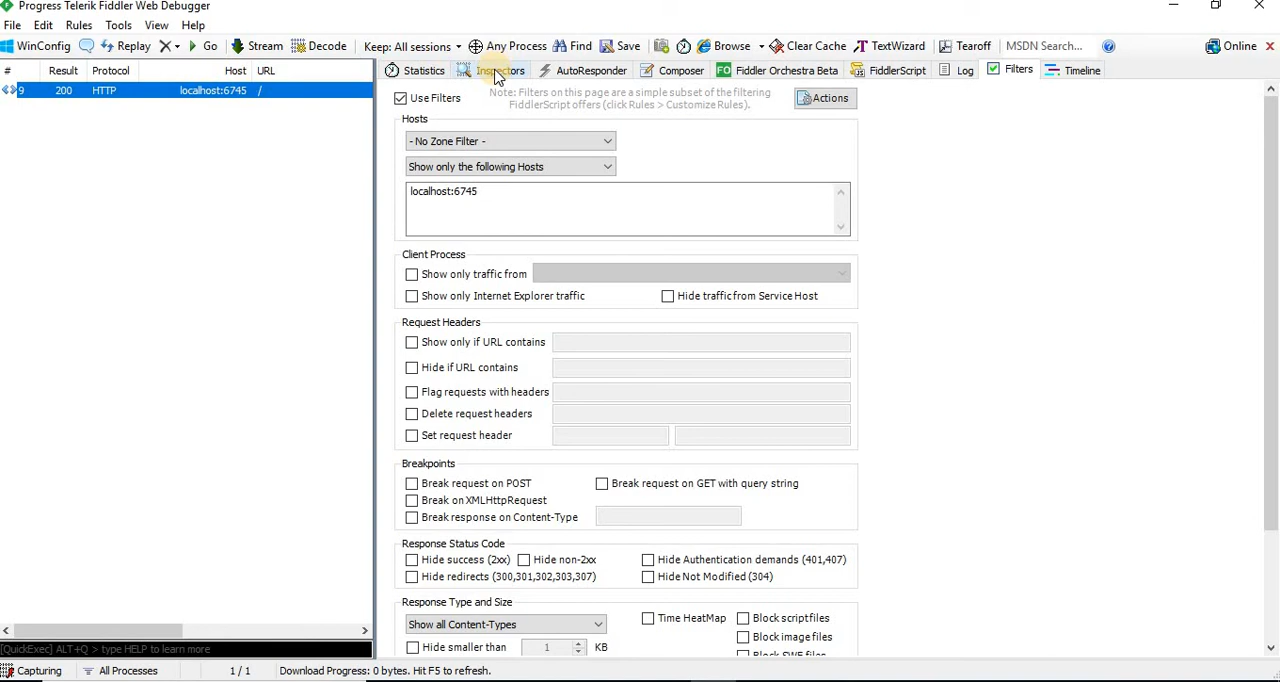 Progress Telerik Fiddler Web Debugger
File Edit Rules Tools View Help
WinConfig Replay Go Stream Decode Keep: All sessions Any Process Find Save Browse Clear Cache TextWizard Tearoff MSDN Search... Online
# Result Protocol Host URL
Statistics Inspectors AutoResponder Composer FO Fiddler Orchestra Beta FiddlerScript Log Filters Timeline
9 200 HTTP localhost:6745 /
Use Filters
Note: Filters on this page are a simple subset of the filtering
FiddlerScript offers (click Rules > Customize Rules).
Actions
Hosts
- No Zone Filter -
Show only the following Hosts
localhost:6745
Client Process
Show only traffic from
Show only Internet Explorer traffic Hide traffic from Service Host
Request Headers
Show only if URL contains
Hide if URL contains
Flag requests with headers
Delete request headers
Set request header
Breakpoints
Break request on POST Break request on GET with query string
Break on XMLHttpRequest
Break response on Content-Type
Response Status Code
Hide success (2xx) Hide non-2xx Hide Authentication demands (401,407)
Hide redirects (300,301,302,303,307) Hide Not Modified (304)
Response Type and Size
Show all Content-Types Time HeatMap Block script files
Block image files
Hide smaller than 1 KB Block SWF files
[QuickExec] ALT+Q > type HELP to learn more
Capturing All Processes 1 / 1 Download Progress: 0 bytes. Hit F5 to refresh.